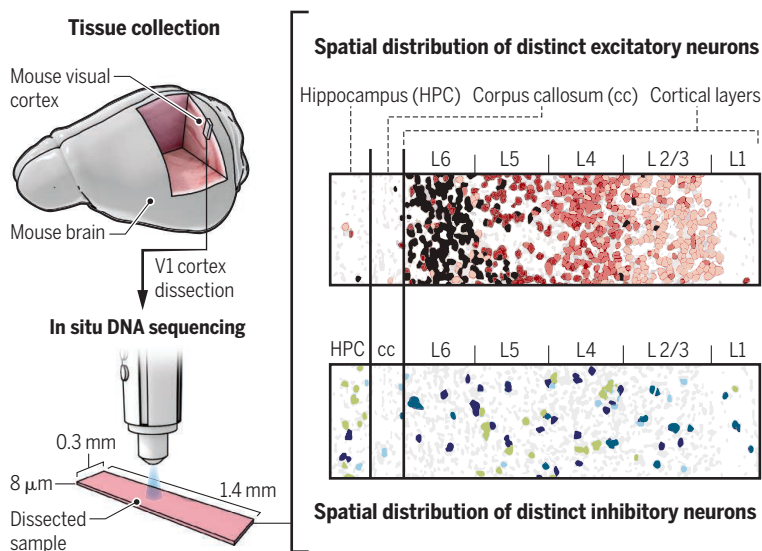 Tissue collection
Mouse visual
cortex
Mouse brain
V1 cortex
dissection
In situ DNA sequencing
0.3 mm
8 μm
1.4 mm
Dissected
sample
Spatial distribution of distinct excitatory neurons
Hippocampus (HPC) Corpus callosum (cc) Cortical layers
L6 L5 L4 L 2/3 L1
HPC cc L6 L5 L4 L 2/3 L1
Spatial distribution of distinct inhibitory neurons